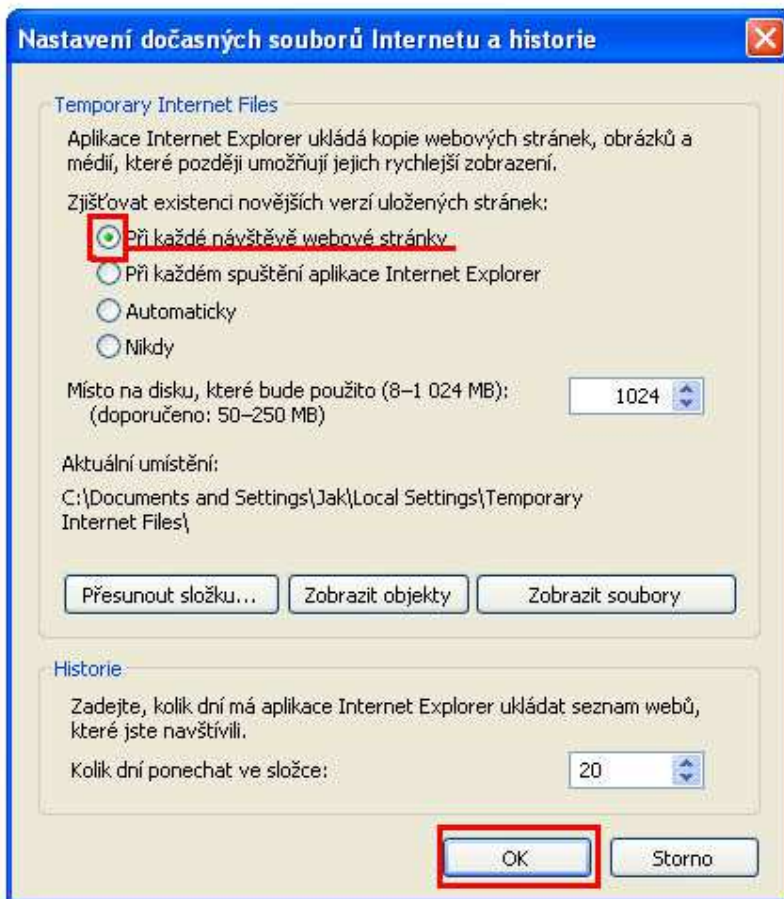 Nastavení dočasných souborů Internetu a historie
Temporary Internet Files
Aplikace Internet Explorer ukládá kopie webových stránek, obrázků a
médií, které později umožňují jejich rychlejší zobrazení.
Zjišťovat existenci novějších verzí uložených stránek:
Při každé návštěvě webové stránky
Při každém spuštění aplikace Internet Explorer
Automaticky
Nikdy
Místo na disku, které bude použito (8–1 024 MB): 1024
(doporučeno: 50–250 MB)
Aktuální umístění:
C:\Documents and Settings\Jak\Local Settings\Temporary
Internet Files\
Přesunout složku... Zobrazit objekty Zobrazit soubory
Historie
Zadejte, kolik dní má aplikace Internet Explorer ukládat seznam webů,
které jste navštívili.
Kolik dní ponechat ve složce: 20
OK Storno